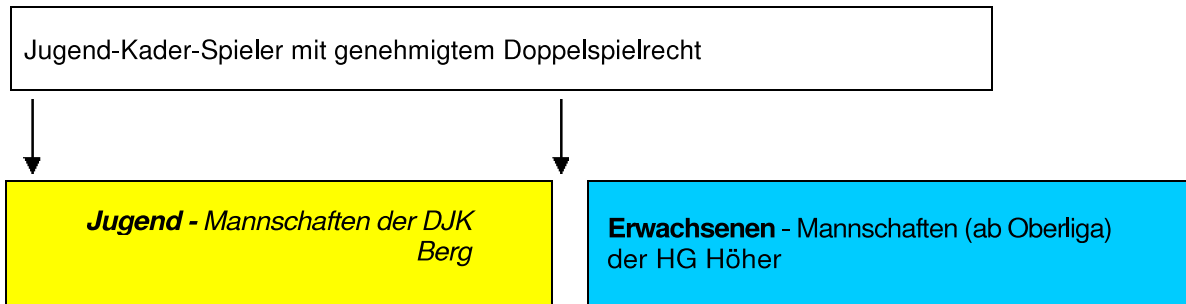 Jugend-Kader-Spieler mit genehmigtem Doppelspielrecht
Jugend - Mannschaften der DJK
Berg
Erwachsenen - Mannschaften (ab Oberliga)
der HG Höher